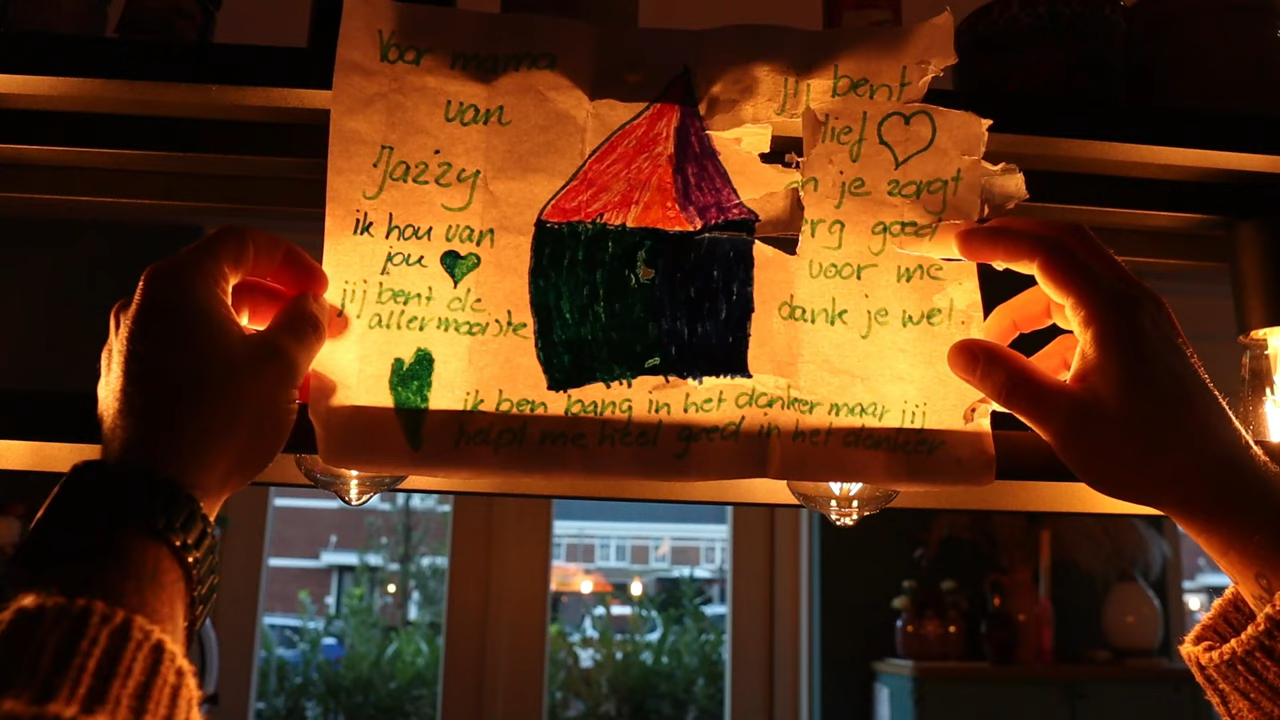 Voor mama
van
Jazzy
ik hou van
jou
jij bent de
allermooiste
jij bent
lief
en je zorgt
erg goed
voor me
dank je wel.
ik ben bang in het donker maar jij
helpt me heel goed in het donker